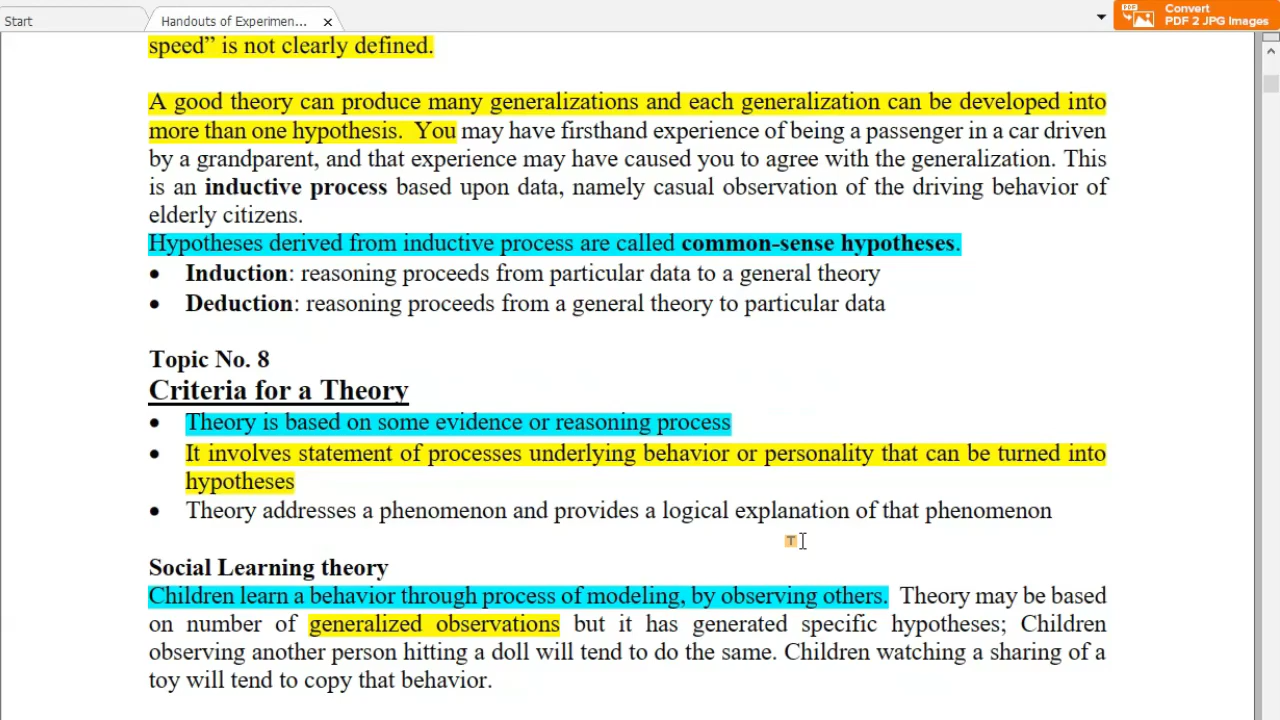 Start
Handouts of Experimen... ×
Convert
PDF 2 JPG Images
speed” is not clearly defined.
A good theory can produce many generalizations and each generalization can be developed into
more than one hypothesis. You may have firsthand experience of being a passenger in a car driven
by a grandparent, and that experience may have caused you to agree with the generalization. This
is an inductive process based upon data, namely casual observation of the driving behavior of
elderly citizens.
Hypotheses derived from inductive process are called common-sense hypotheses.
• Induction: reasoning proceeds from particular data to a general theory
• Deduction: reasoning proceeds from a general theory to particular data
Topic No. 8
Criteria for a Theory
• Theory is based on some evidence or reasoning process
• It involves statement of processes underlying behavior or personality that can be turned into
hypotheses
• Theory addresses a phenomenon and provides a logical explanation of that phenomenon
T
Social Learning theory
Children learn a behavior through process of modeling, by observing others. Theory may be based
on number of generalized observations but it has generated specific hypotheses; Children
observing another person hitting a doll will tend to do the same. Children watching a sharing of a
toy will tend to copy that behavior.